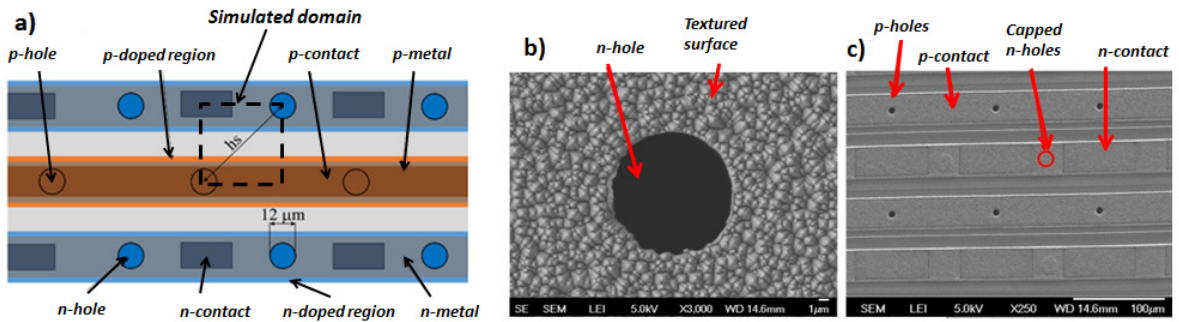 a)
Simulated domain
p-hole
p-doped region
p-contact
p-metal
hs
12 μm
n-hole
n-contact
n-doped region
n-metal
b)
Textured
surface
n-hole
SE SEM LEI 5.0kV X3,000 WD 14.6mm 1μm
c)
p-holes
p-contact
Capped
n-holes
n-contact
SEM LEI 5.0kV X250 WD 14.6mm 100μm